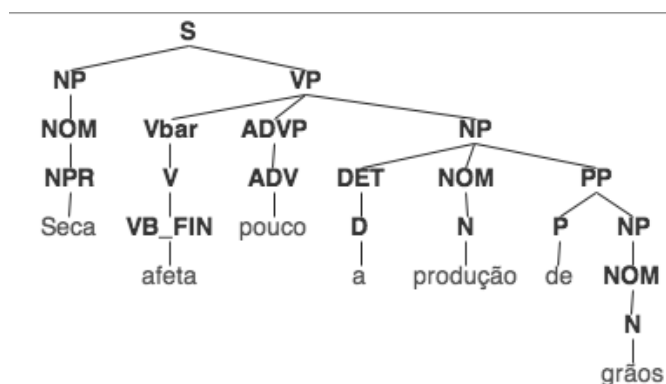 S
NP VP
NOM Vbar ADVP NP
NPR V ADV DET NOM PP
Seca VB_FIN pouco D N P NP
afeta a produção de NOM
N
grãos